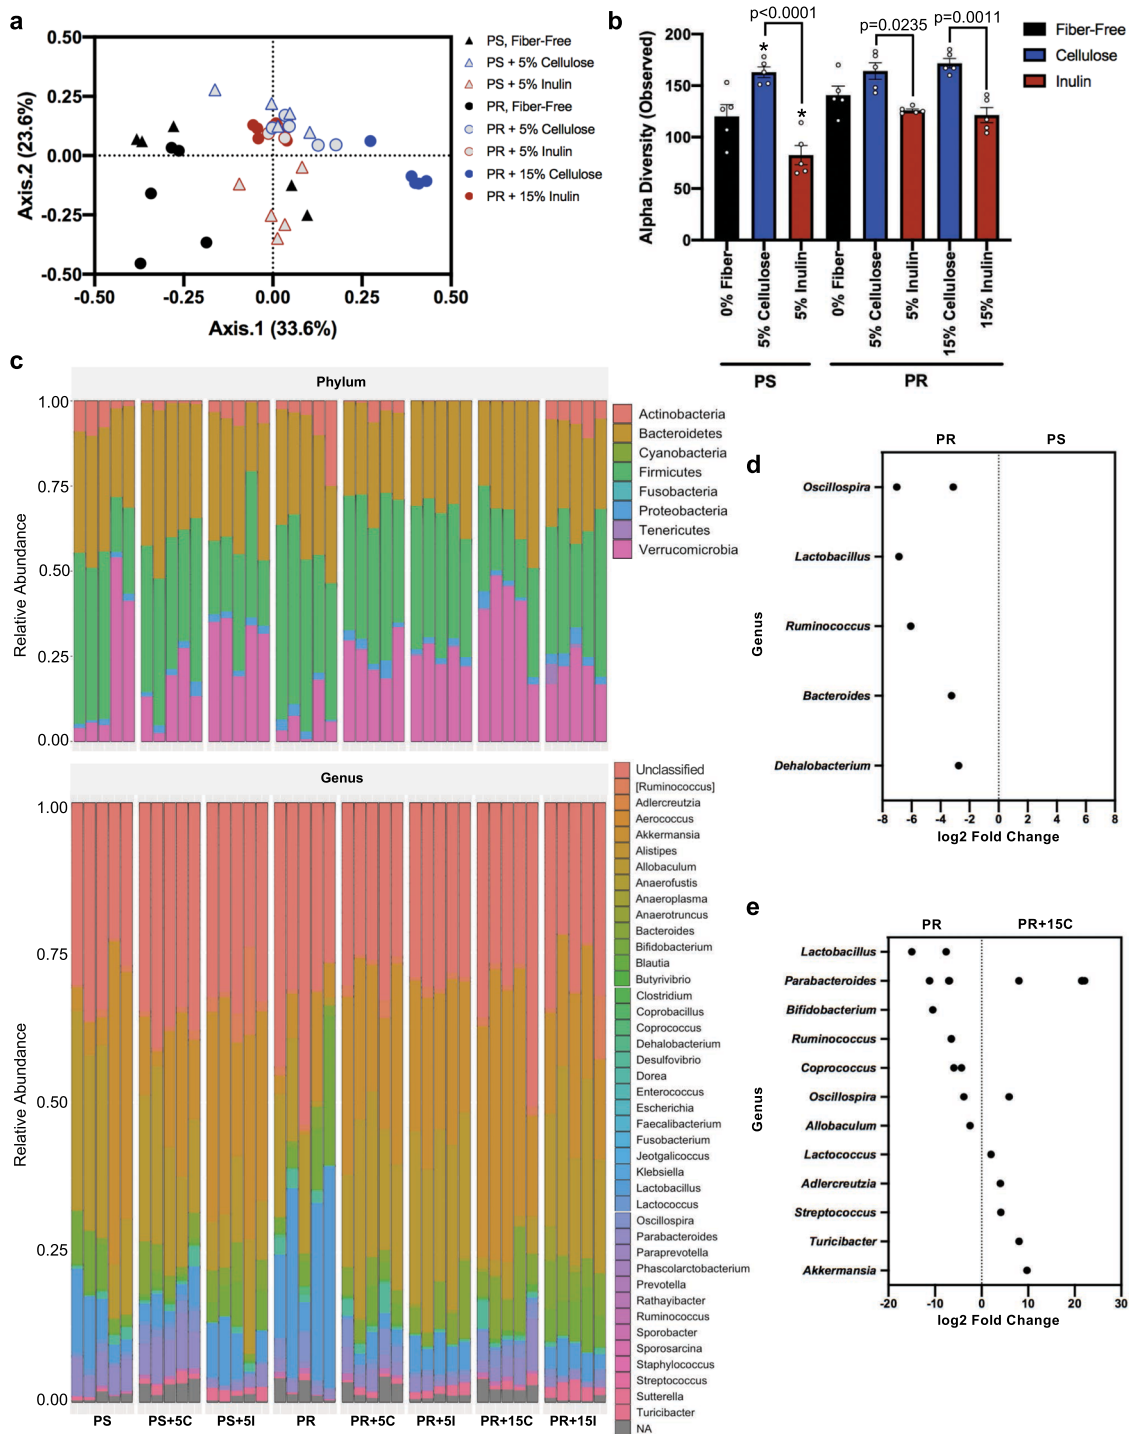 a
0.50
0.25
0.00
-0.25
-0.50
-0.50
-0.25
0.00
0.25
0.50
Axis.2 (23.6%)
Axis.1 (33.6%)
PS, Fiber-Free
PS + 5% Cellulose
PS + 5% Inulin
PR, Fiber-Free
PR + 5% Cellulose
PR + 5% Inulin
PR + 15% Cellulose
PR + 15% Inulin
b
p<0.0001
p=0.0235
p=0.0011
*
*
200
150
100
50
0
Alpha Diversity (Observed)
0% Fiber
5% Cellulose
5% Inulin
0% Fiber
5% Cellulose
5% Inulin
15% Cellulose
15% Inulin
PS
PR
Fiber-Free
Cellulose
Inulin
c
Phylum
1.00
0.75
0.50
0.25
0.00
Relative Abundance
Actinobacteria
Bacteroidetes
Cyanobacteria
Firmicutes
Fusobacteria
Proteobacteria
Tenericutes
Verrucomicrobia
Genus
1.00
0.75
0.50
0.25
0.00
Relative Abundance
PS
PS+5C
PS+5I
PR
PR+5C
PR+5I
PR+15C
PR+15I
Unclassified
[Ruminococcus]
Adlercreutzia
Aerococcus
Akkermansia
Alistipes
Allobaculum
Anaerofustis
Anaeroplasma
Anaerotruncus
Bacteroides
Bifidobacterium
Blautia
Butyrivibrio
Clostridium
Coprobacillus
Coprococcus
Dehalobacterium
Desulfovibrio
Dorea
Enterococcus
Escherichia
Faecalibacterium
Fusobacterium
Jeotgalicoccus
Klebsiella
Lactobacillus
Lactococcus
Oscillospira
Parabacteroides
Paraprevotella
Phascolarctobacterium
Prevotella
Rathayibacter
Ruminococcus
Sporobacter
Sporosarcina
Staphylococcus
Streptococcus
Sutterella
Turicibacter
NA
d
PR
PS
Genus
Oscillospira
Lactobacillus
Ruminococcus
Bacteroides
Dehalobacterium
-8
-6
-4
-2
0
2
4
6
8
log2 Fold Change
e
PR
PR+15C
Genus
Lactobacillus
Parabacteroides
Bifidobacterium
Ruminococcus
Coprococcus
Oscillospira
Allobaculum
Lactococcus
Adlercreutzia
Streptococcus
Turicibacter
Akkermansia
-20
-10
0
10
20
30
log2 Fold Change